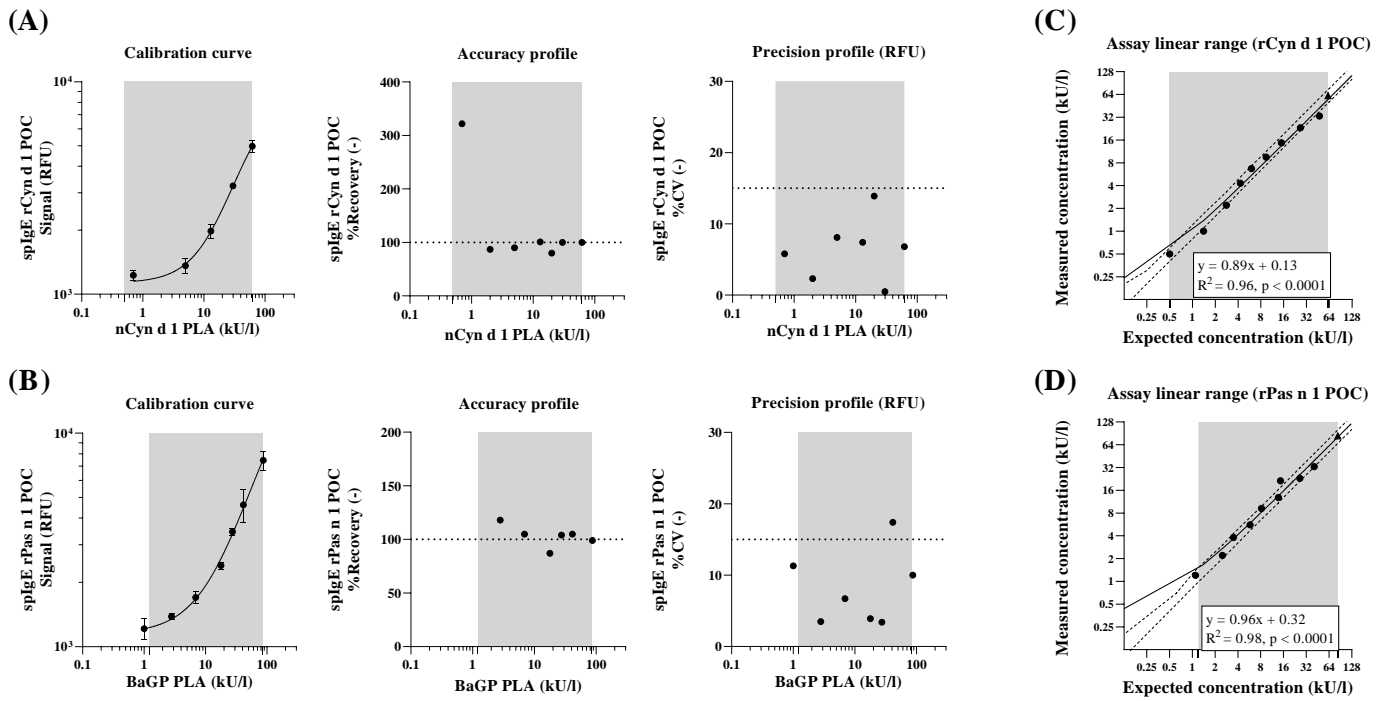 (A)
Calibration curve
spIgE rCyn d 1 POC
Signal (RFU)
10⁴
10³
0.1
1
10
100
nCyn d 1 PLA (kU/l)
Accuracy profile
spIgE rCyn d 1 POC
%Recovery (-)
400
300
200
100
0
0.1
1
10
100
nCyn d 1 PLA (kU/l)
Precision profile (RFU)
spIgE rCyn d 1 POC
%CV (-)
30
20
10
0
0.1
1
10
100
nCyn d 1 PLA (kU/l)
(C)
Assay linear range (rCyn d 1 POC)
Measured concentration (kU/l)
128
64
32
16
8
4
2
1
0.5
0.25
y = 0.89x + 0.13
R² = 0.96, p < 0.0001
0.25
0.5
1
2
4
8
16
32
64
128
Expected concentration (kU/l)
(B)
Calibration curve
spIgE rPas n 1 POC
Signal (RFU)
10⁴
10³
0.1
1
10
100
BaGP PLA (kU/l)
Accuracy profile
spIgE rPas n 1 POC
%Recovery (-)
200
150
100
50
0
0.1
1
10
100
BaGP PLA (kU/l)
Precision profile (RFU)
spIgE rPas n 1 POC
%CV (-)
30
20
10
0
0.1
1
10
100
BaGP PLA (kU/l)
(D)
Assay linear range (rPas n 1 POC)
Measured concentration (kU/l)
128
64
32
16
8
4
2
1
0.5
0.25
y = 0.96x + 0.32
R² = 0.98, p < 0.0001
0.25
0.5
1
2
4
8
16
32
64
128
Expected concentration (kU/l)